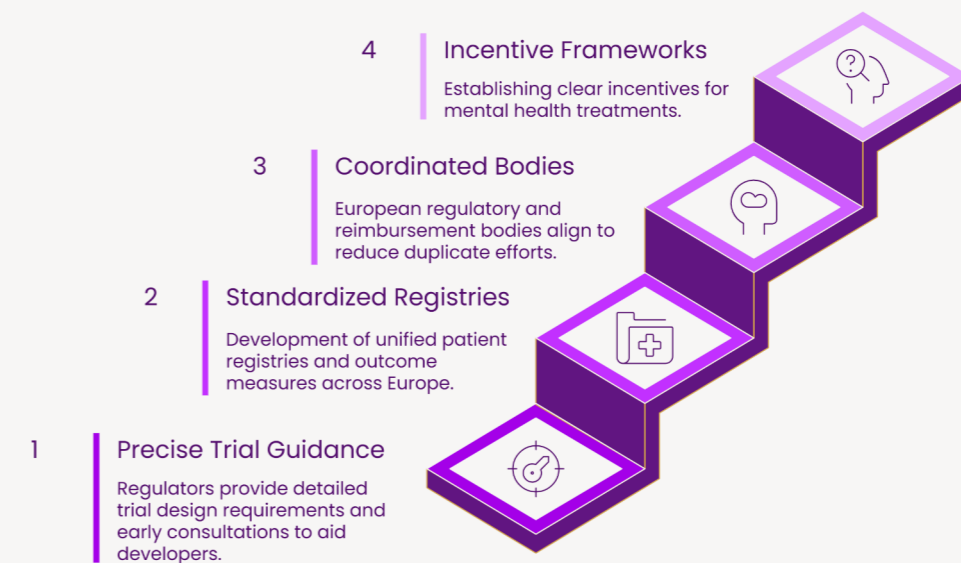 4
Incentive Frameworks
Establishing clear incentives for
mental health treatments.
3
Coordinated Bodies
European regulatory and
reimbursement bodies align to
reduce duplicate efforts.
2
Standardized Registries
Development of unified patient
registries and outcome
measures across Europe.
1
Precise Trial Guidance
Regulators provide detailed
trial design requirements and
early consultations to aid
developers.
?